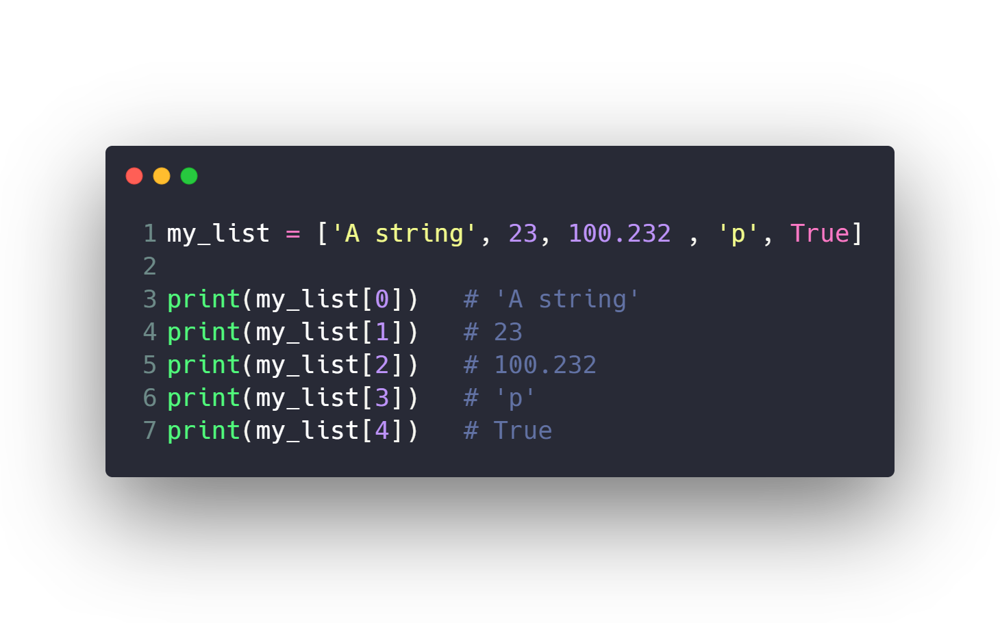 1 my_list = ['A string', 23, 100.232 , 'p', True]
2
3 print(my_list[0])   # 'A string'
4 print(my_list[1])   # 23
5 print(my_list[2])   # 100.232
6 print(my_list[3])   # 'p'
7 print(my_list[4])   # True